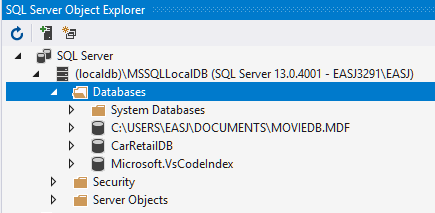 SQL Server Object Explorer
SQL Server
(localdb)\MSSQLLocalDB (SQL Server 13.0.4001 - EASJ3291\EASJ)
Databases
System Databases
C:\USERS\EASJ\DOCUMENTS\MOVIEDB.MDF
CarRetailDB
Microsoft.VsCodeIndex
Security
Server Objects